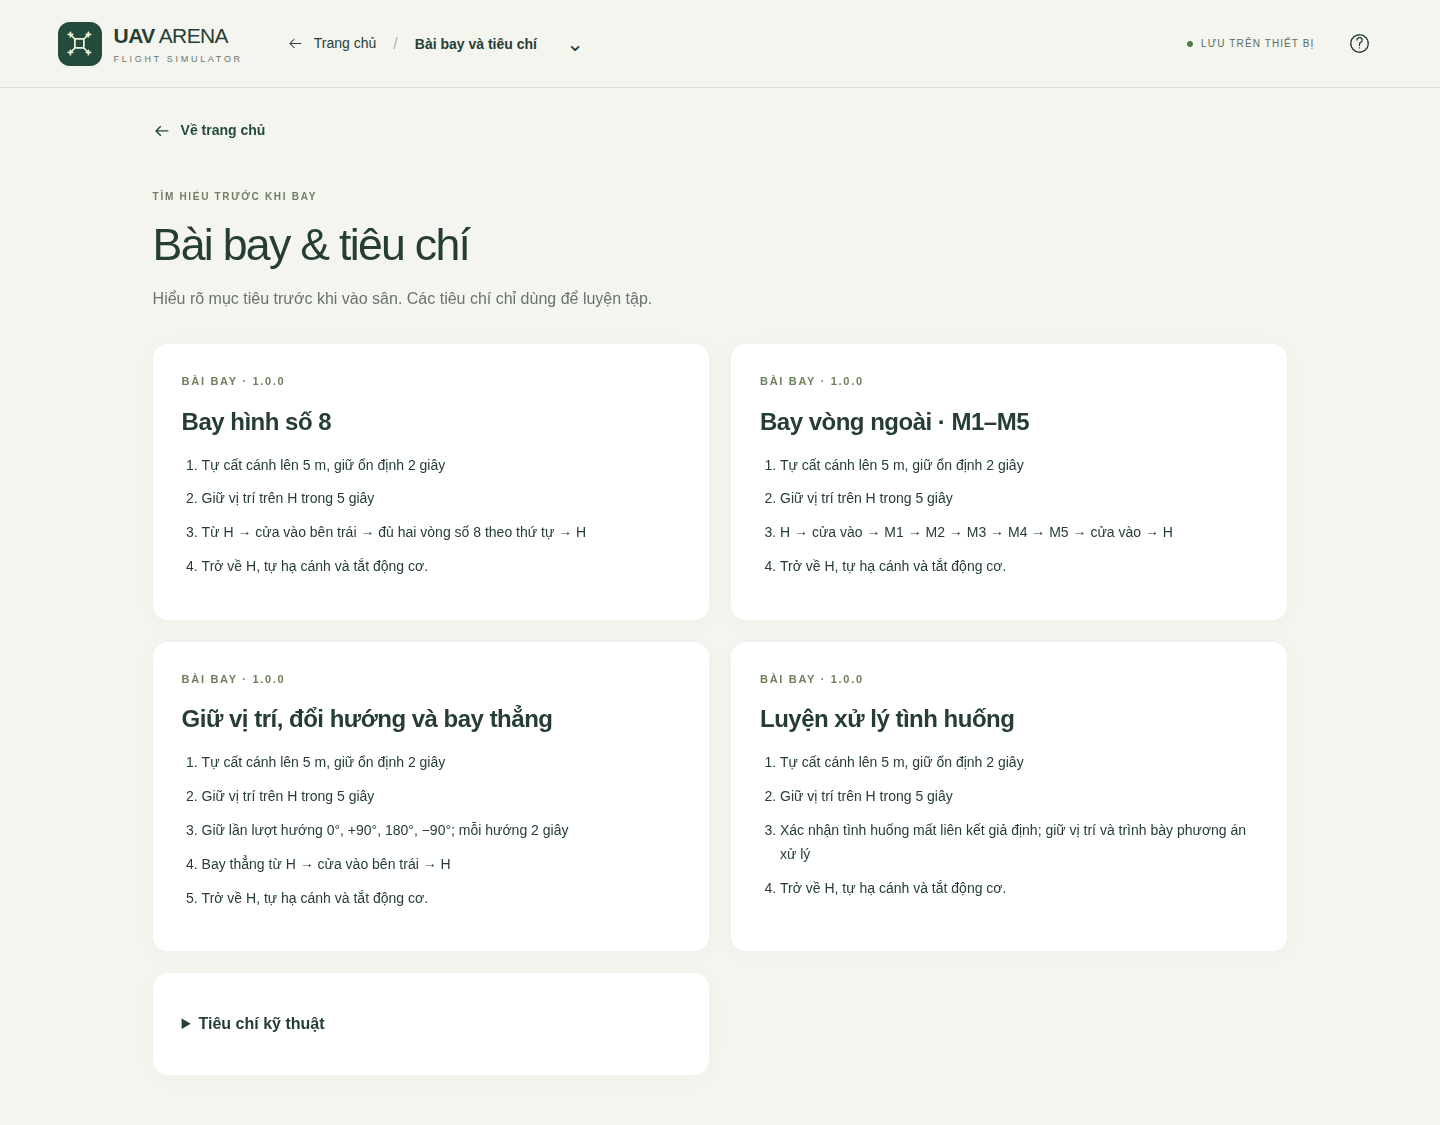 UAV ARENA
FLIGHT SIMULATOR
← Trang chủ / Bài bay và tiêu chí
LƯU TRÊN THIẾT BỊ
← Về trang chủ
TÌM HIỂU TRƯỚC KHI BAY
Bài bay & tiêu chí
Hiểu rõ mục tiêu trước khi vào sân. Các tiêu chí chỉ dùng để luyện tập.
BÀI BAY · 1.0.0
Bay hình số 8
1. Tự cất cánh lên 5 m, giữ ổn định 2 giây
2. Giữ vị trí trên H trong 5 giây
3. Từ H → cửa vào bên trái → đủ hai vòng số 8 theo thứ tự → H
4. Trở về H, tự hạ cánh và tắt động cơ.
BÀI BAY · 1.0.0
Bay vòng ngoài · M1–M5
1. Tự cất cánh lên 5 m, giữ ổn định 2 giây
2. Giữ vị trí trên H trong 5 giây
3. H → cửa vào → M1 → M2 → M3 → M4 → M5 → cửa vào → H
4. Trở về H, tự hạ cánh và tắt động cơ.
BÀI BAY · 1.0.0
Giữ vị trí, đổi hướng và bay thẳng
1. Tự cất cánh lên 5 m, giữ ổn định 2 giây
2. Giữ vị trí trên H trong 5 giây
3. Giữ lần lượt hướng 0°, +90°, 180°, −90°; mỗi hướng 2 giây
4. Bay thẳng từ H → cửa vào bên trái → H
5. Trở về H, tự hạ cánh và tắt động cơ.
BÀI BAY · 1.0.0
Luyện xử lý tình huống
1. Tự cất cánh lên 5 m, giữ ổn định 2 giây
2. Giữ vị trí trên H trong 5 giây
3. Xác nhận tình huống mất liên kết giả định; giữ vị trí và trình bày phương án
xử lý
4. Trở về H, tự hạ cánh và tắt động cơ.
Tiêu chí kỹ thuật